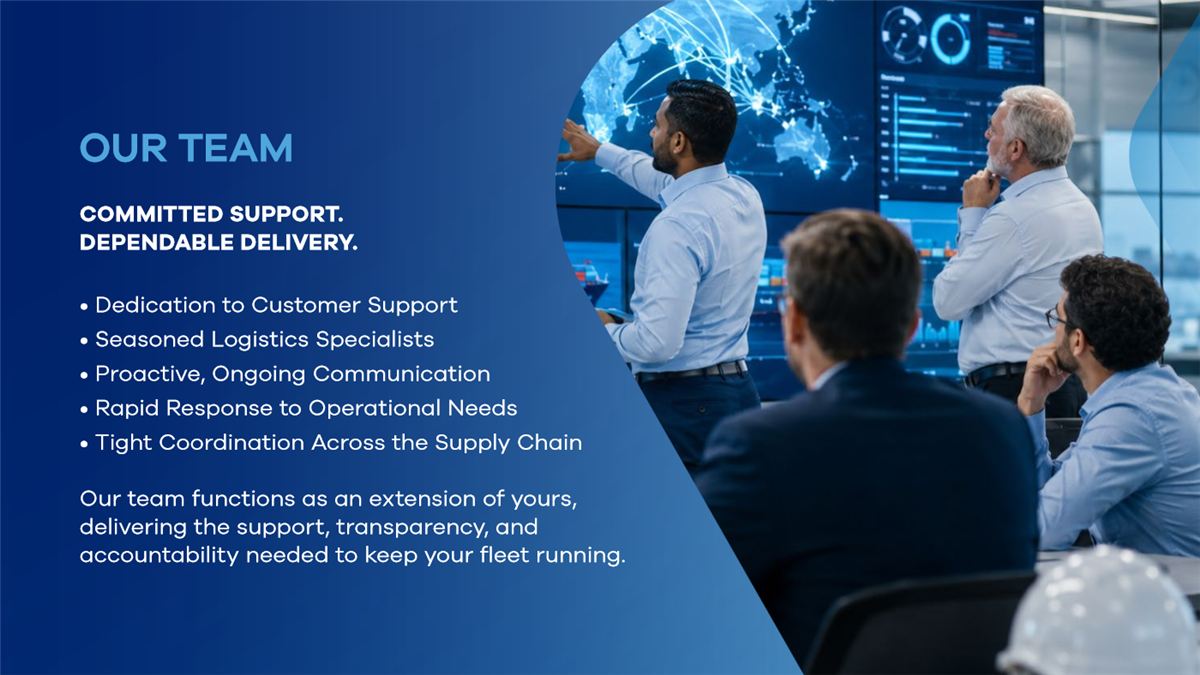 OUR TEAM
COMMITTED SUPPORT.
DEPENDABLE DELIVERY.
• Dedication to Customer Support
• Seasoned Logistics Specialists
• Proactive, Ongoing Communication
• Rapid Response to Operational Needs
• Tight Coordination Across the Supply Chain
Our team functions as an extension of yours,
delivering the support, transparency, and
accountability needed to keep your fleet running.